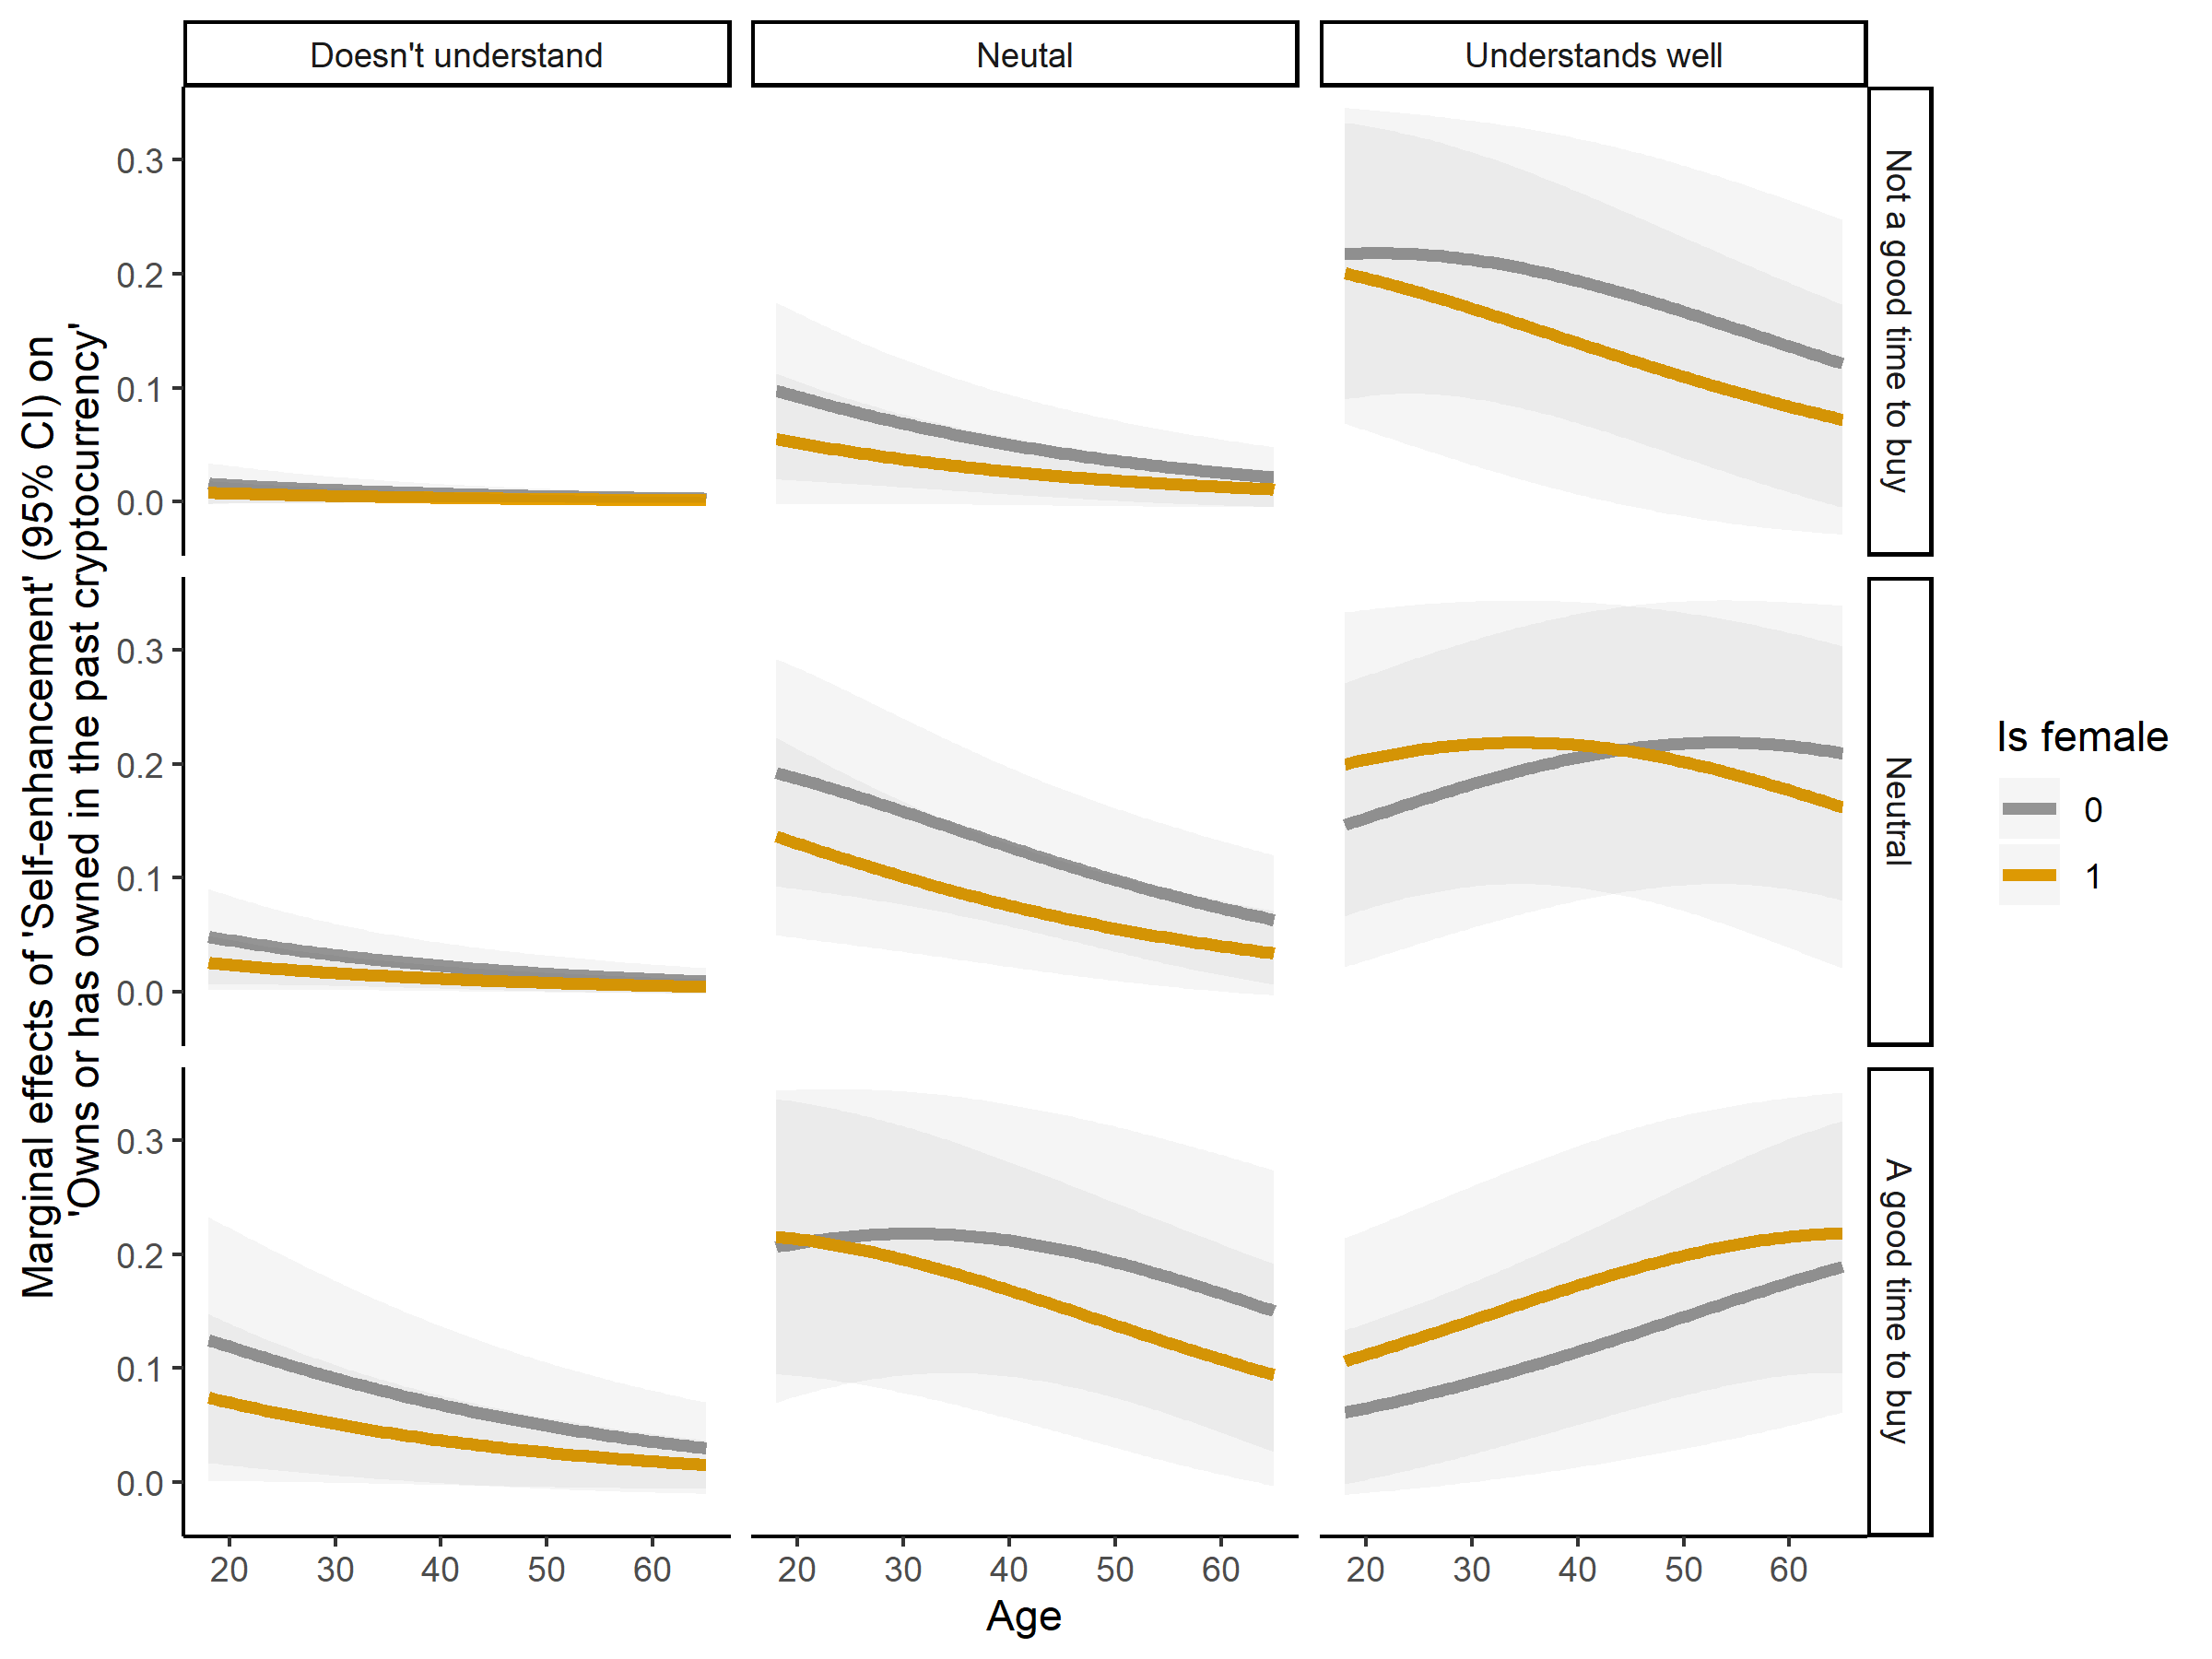 Doesn't understand
Neutal
Understands well
Marginal effects of 'Self-enhancement' (95% CI) on
'Owns or has owned in the past cryptocurrency'
0.3
0.2
0.1
0.0
Not a good time to buy
0.3
0.2
0.1
0.0
Neutral
0.3
0.2
0.1
0.0
A good time to buy
20 30 40 50 60
20 30 40 50 60
20 30 40 50 60
Age
Is female
0
1